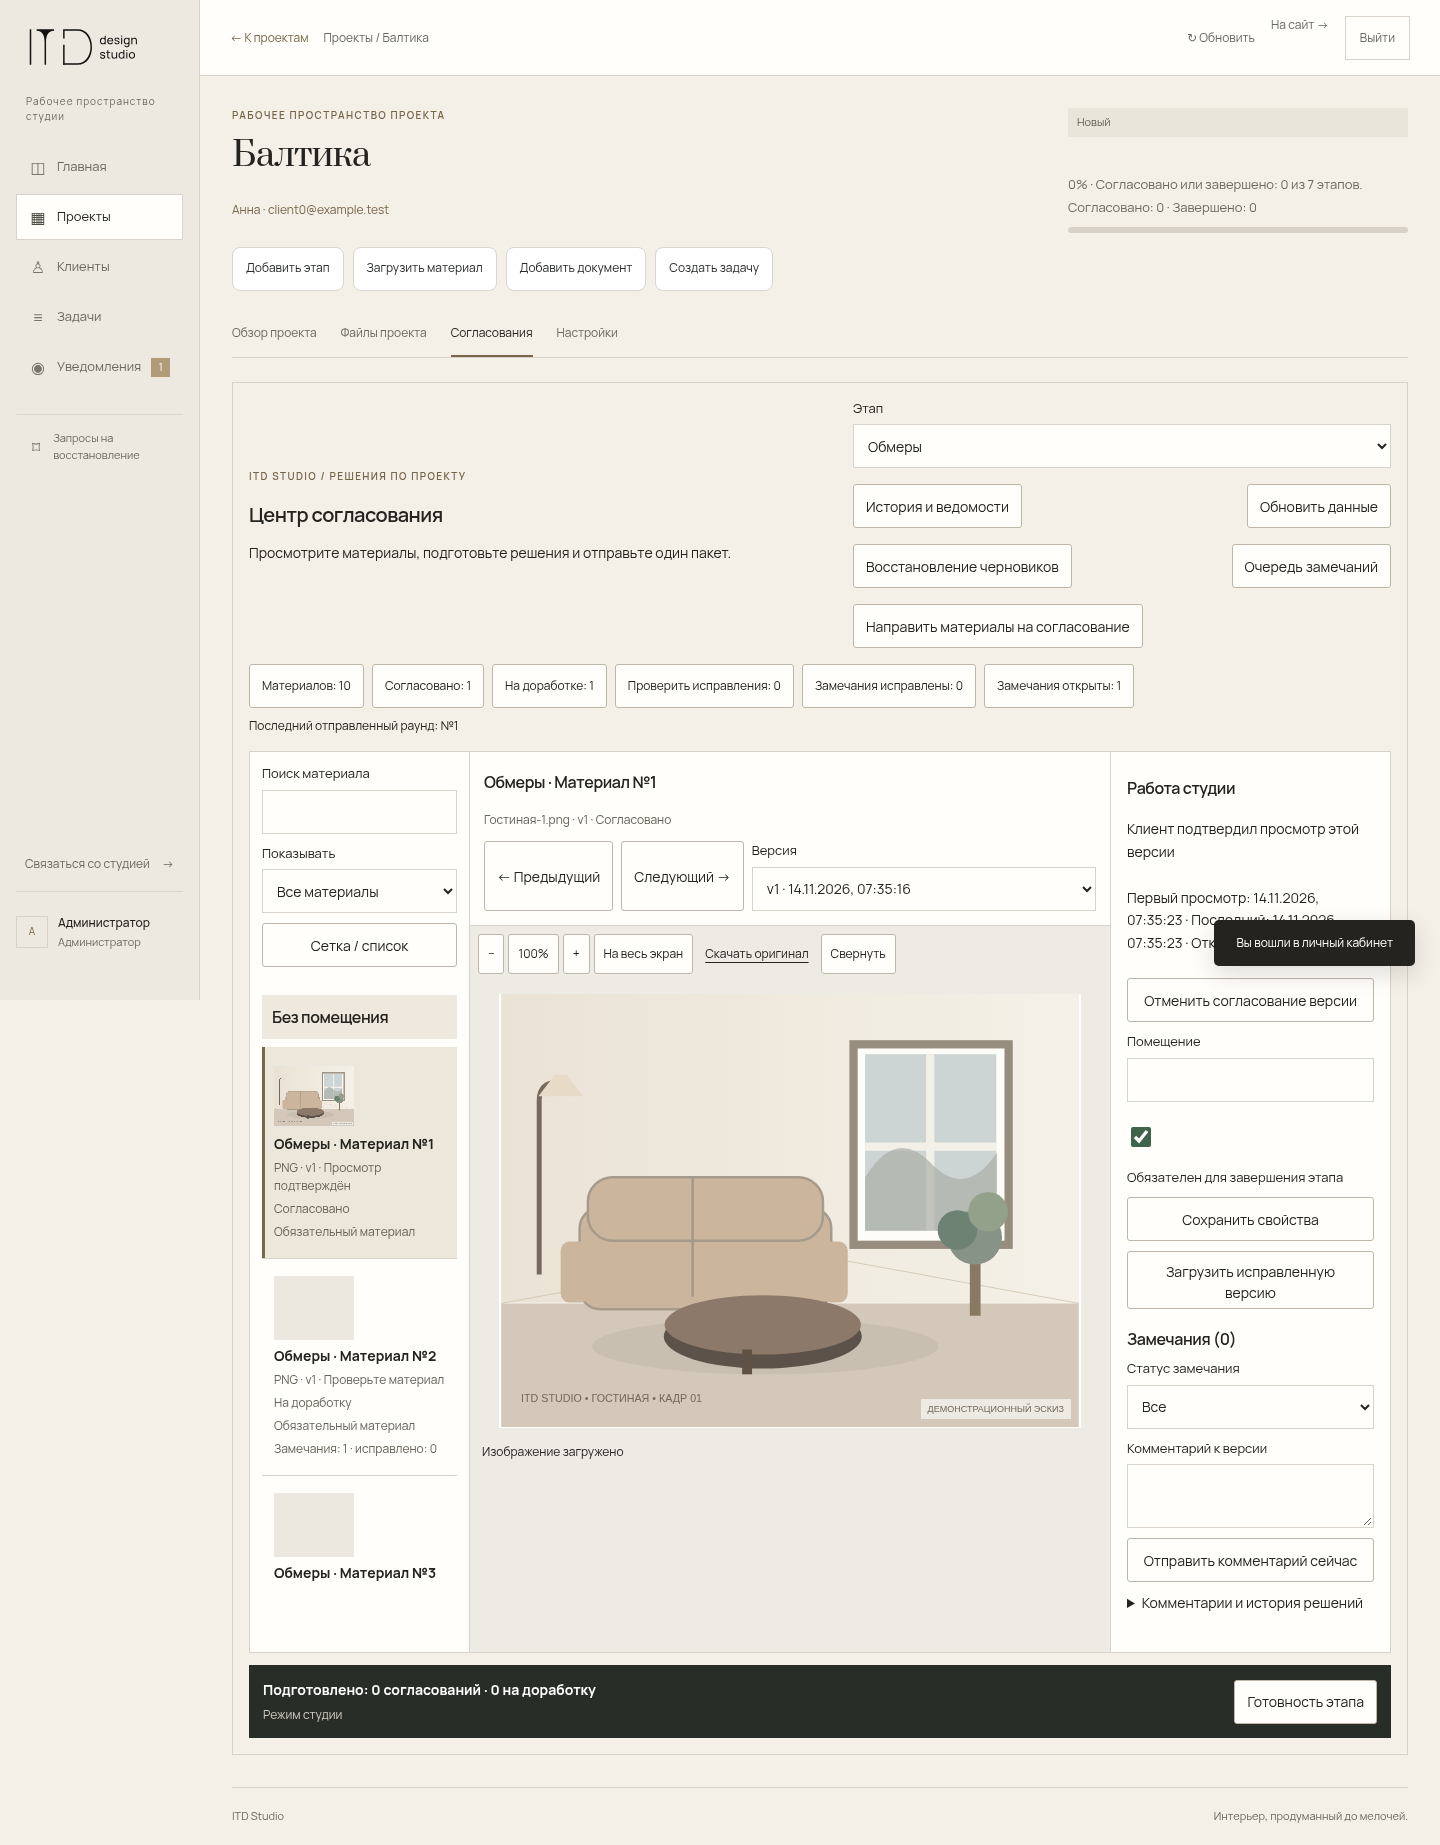 ITD design studio
Рабочее пространство
студии
Главная
Проекты
Клиенты
Задачи
Уведомления 1
Запросы на
восстановление
Связаться со студией →
А
Администратор
Администратор
← К проектам Проекты / Балтика
↻ Обновить
На сайт →
Выйти
РАБОЧЕЕ ПРОСТРАНСТВО ПРОЕКТА
Балтика
Анна · client0@example.test
Новый
0% · Согласовано или завершено: 0 из 7 этапов.
Согласовано: 0 · Завершено: 0
Добавить этап Загрузить материал Добавить документ Создать задачу
Обзор проекта Файлы проекта Согласования Настройки
ITD STUDIO / РЕШЕНИЯ ПО ПРОЕКТУ
Центр согласования
Просмотрите материалы, подготовьте решения и отправьте один пакет.
Этап
Обмеры
История и ведомости Обновить данные
Восстановление черновиков Очередь замечаний
Направить материалы на согласование
Материалов: 10 Согласовано: 1 На доработке: 1 Проверить исправления: 0 Замечания исправлены: 0 Замечания открыты: 1
Последний отправленный раунд: №1
Поиск материала
Показывать
Все материалы
Сетка / список
Без помещения
Обмеры · Материал №1
PNG · v1 · Просмотр
подтверждён
Согласовано
Обязательный материал
Обмеры · Материал №2
PNG · v1 · Проверьте материал
На доработку
Обязательный материал
Замечания: 1 · исправлено: 0
Обмеры · Материал №3
Обмеры · Материал №1
Гостиная-1.png · v1 · Согласовано
← Предыдущий Следующий →
Версия
v1 · 14.11.2026, 07:35:16
− 100% + На весь экран Скачать оригинал Свернуть
ITD STUDIO • ГОСТИНАЯ • КАДР 01
ДЕМОНСТРАЦИОННЫЙ ЭСКИЗ
Изображение загружено
Работа студии
Клиент подтвердил просмотр этой
версии
Первый просмотр: 14.11.2026,
07:35:23 · Последний: 14.11.2026,
07:35:23 · Отк
Вы вошли в личный кабинет
Отменить согласование версии
Помещение
Обязателен для завершения этапа
Сохранить свойства
Загрузить исправленную
версию
Замечания (0)
Статус замечания
Все
Комментарий к версии
Отправить комментарий сейчас
▶ Комментарии и история решений
Подготовлено: 0 согласований · 0 на доработку
Режим студии
Готовность этапа
ITD Studio
Интерьер, продуманный до мелочей.